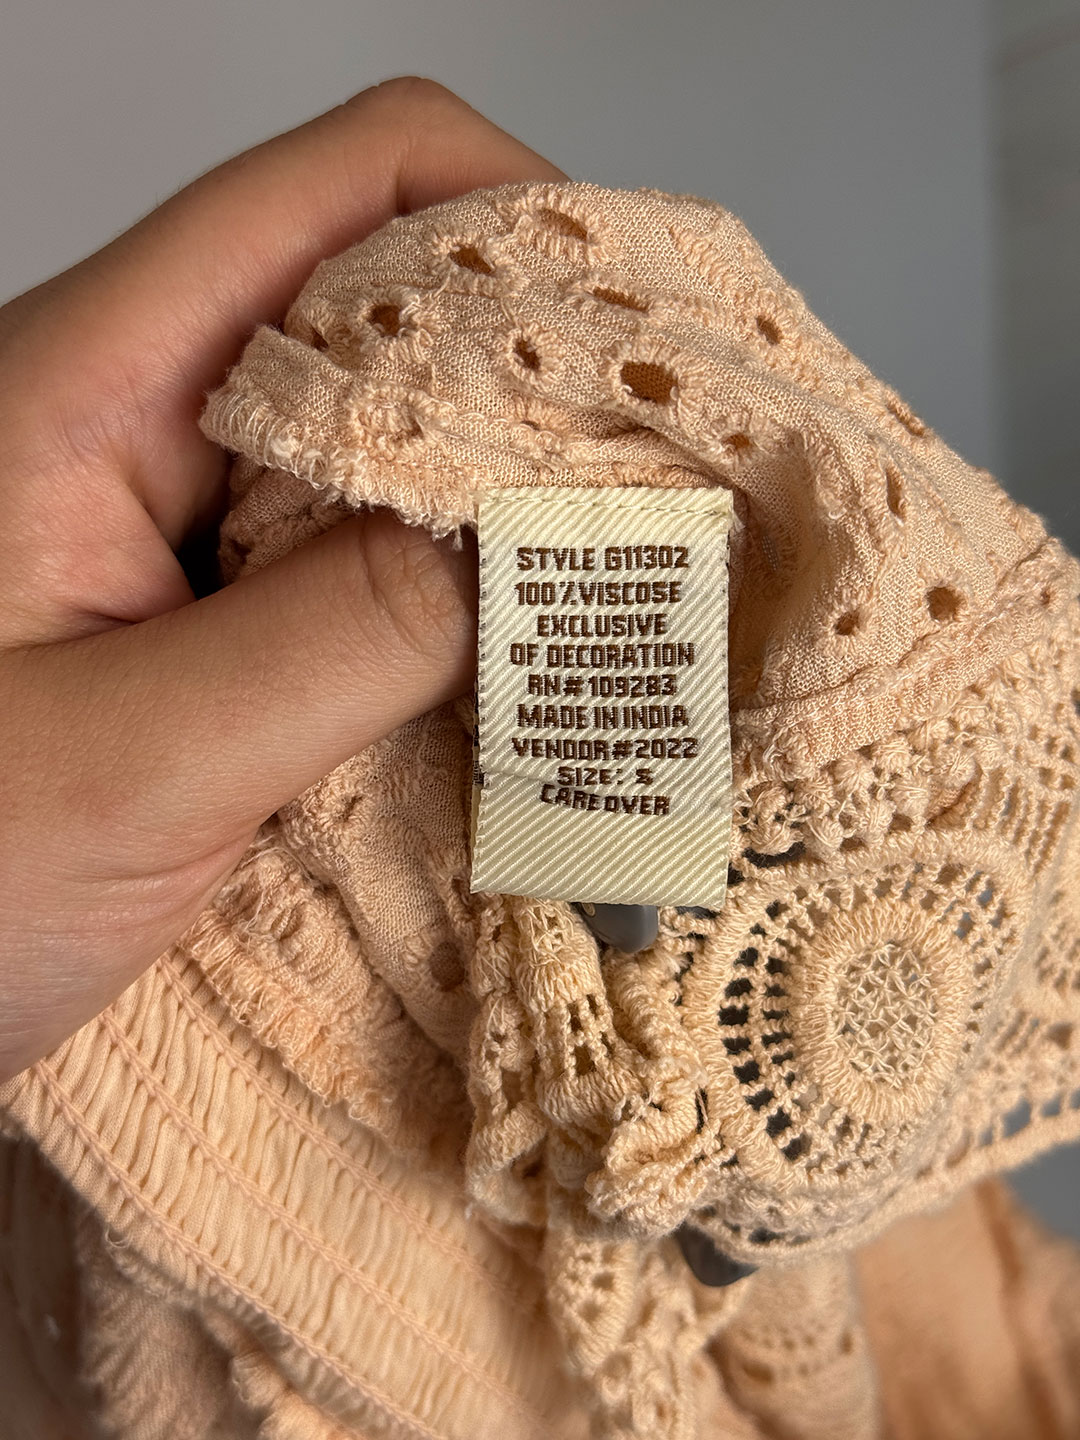 STYLE G11302
100%VISCOSE
EXCLUSIVE
OF DECORATION
RN#109283
MADE IN INDIA
VENDOR#2022
SIZE: S
CARE OVER